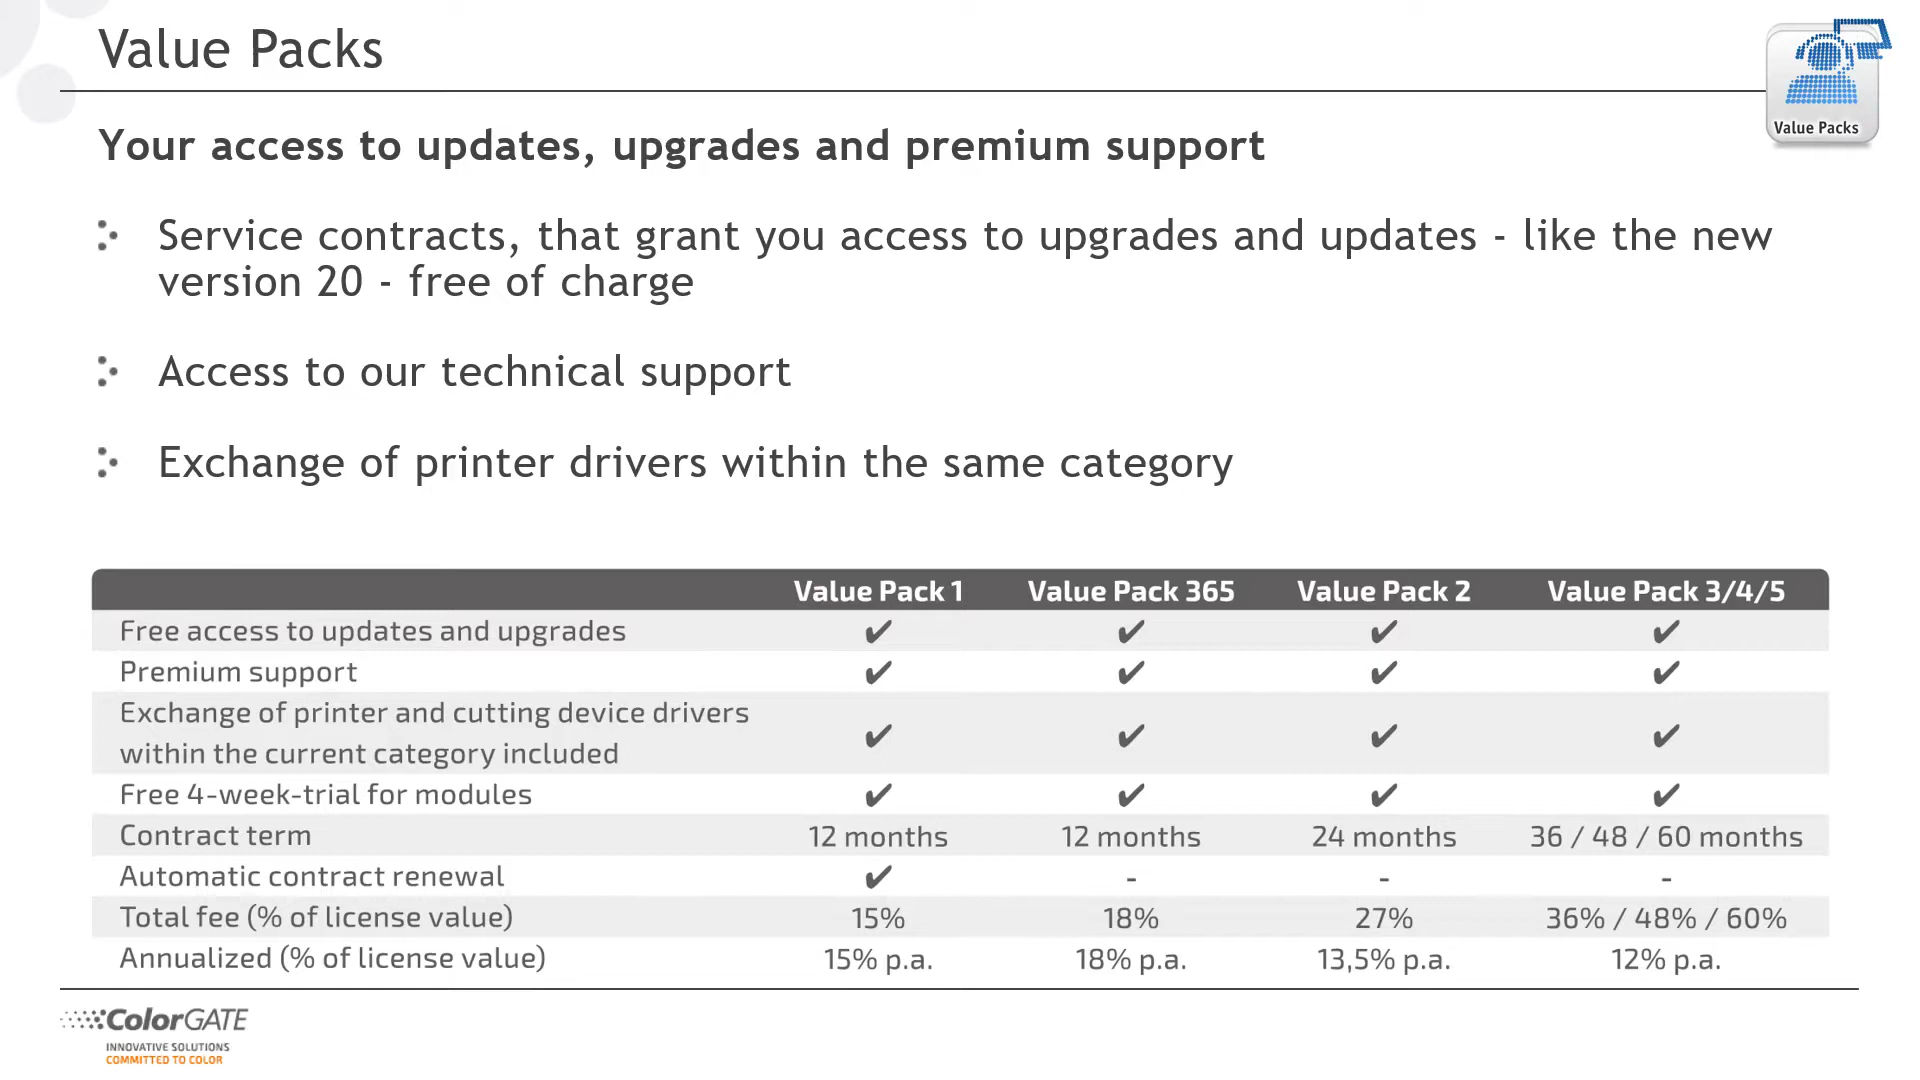 Value Packs
Value Packs
Your access to updates, upgrades and premium support
Service contracts, that grant you access to upgrades and updates - like the new
version 20 - free of charge
Access to our technical support
Exchange of printer drivers within the same category
Value Pack 1 Value Pack 365 Value Pack 2 Value Pack 3/4/5
Free access to updates and upgrades ✔ ✔ ✔ ✔
Premium support ✔ ✔ ✔ ✔
Exchange of printer and cutting device drivers
within the current category included ✔ ✔ ✔ ✔
Free 4-week-trial for modules ✔ ✔ ✔ ✔
Contract term 12 months 12 months 24 months 36 / 48 / 60 months
Automatic contract renewal ✔ - - -
Total fee (% of license value) 15% 18% 27% 36% / 48% / 60%
Annualized (% of license value) 15% p.a. 18% p.a. 13,5% p.a. 12% p.a.
ColorGATE
INNOVATIVE SOLUTIONS
COMMITTED TO COLOR